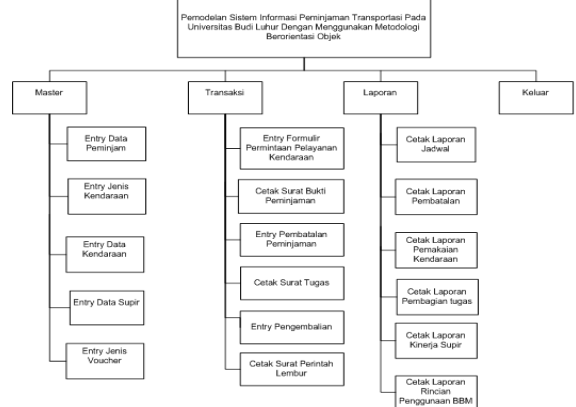 Pemodelan Sistem Informasi Peminjaman Transportasi Pada
Universitas Budi Luhur Dengan Menggunakan Metodologi
Berorientasi Objek
Master
Transaksi
Laporan
Keluar
Entry Data
Peminjam
Entry Jenis
Kendaraan
Entry Data
Kendaraan
Entry Data Supir
Entry Jenis
Voucher
Entry Formulir
Permintaan Pelayanan
Kendaraan
Cetak Surat Bukti
Peminjaman
Entry Pembatalan
Peminjaman
Cetak Surat Tugas
Entry Pengembalian
Cetak Surat Perintah
Lembur
Cetak Laporan
Jadwal
Cetak Laporan
Pembatalan
Cetak Laporan
Pemakaian
Kendaraan
Cetak Laporan
Pembagian tugas
Cetak Laporan
Kinerja Supir
Cetak Laporan
Rincian
Penggunaan BBM